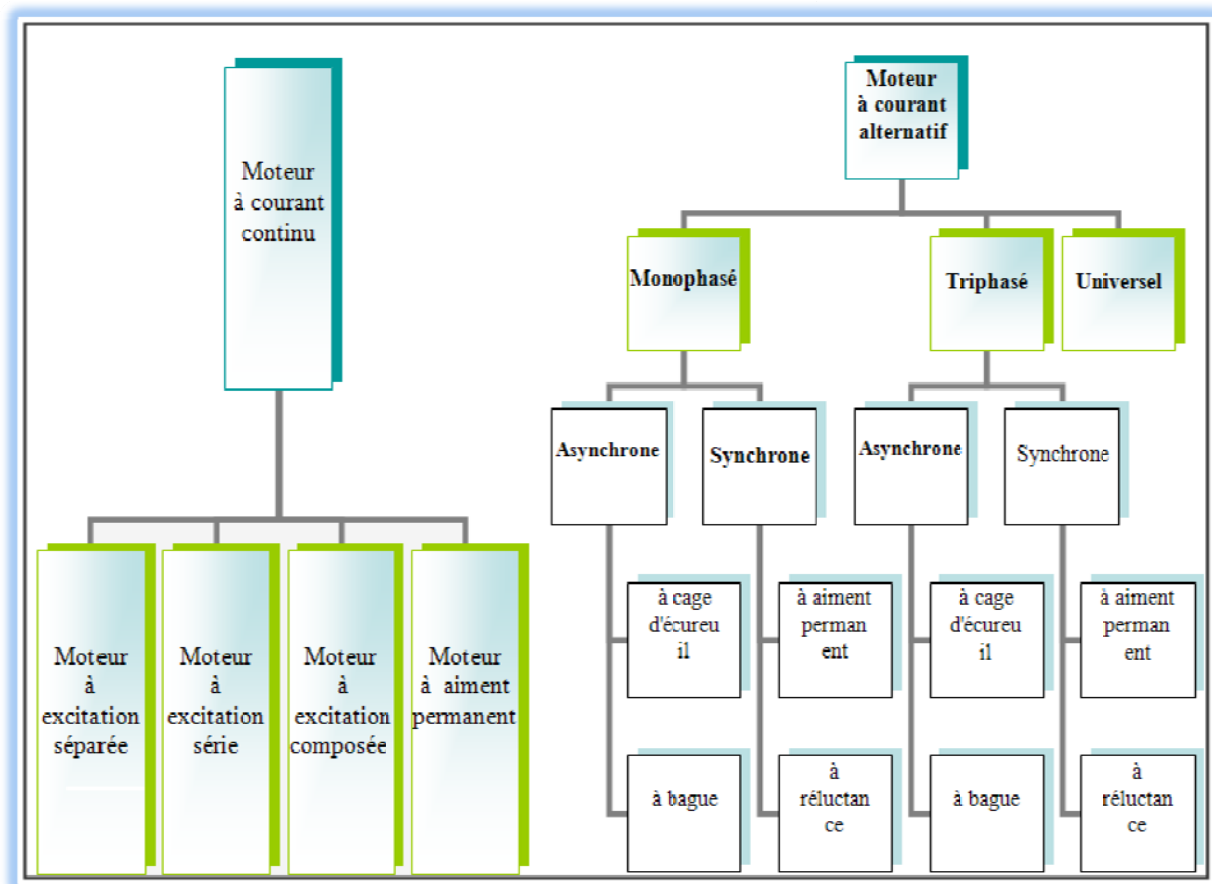 Moteur
à courant
continu
Moteur
à
excitation
séparée
Moteur
à
excitation
série
Moteur
à
excitation
composée
Moteur
à aiment
permanent
Moteur
à courant
alternatif
Monophasé
Triphasé
Universel
Asynchrone
Synchrone
Asynchrone
Synchrone
à cage
d'écureu
il
à aiment
perman
ent
à cage
d'écureu
il
à aiment
perman
ent
à bague
à
réluctan
ce
à bague
à
réluctan
ce